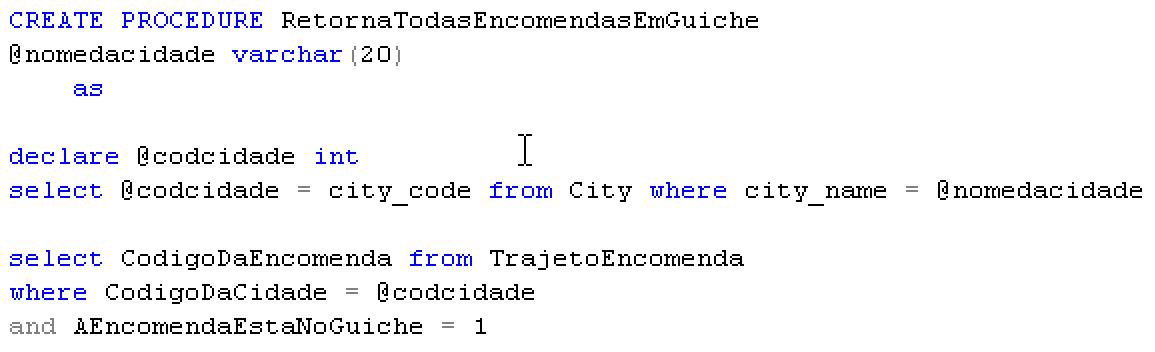 CREATE PROCEDURE RetornaTodasEncomendasEmGuiche
@nomedacidade varchar(20)
as
declare @codcidade int
select @codcidade = city_code from City where city_name = @nomedacidade
select CodigoDaEncomenda from TrajetoEncomenda
where CodigoDaCidade = @codcidade
and AEncomendaEstaNoGuiche = 1